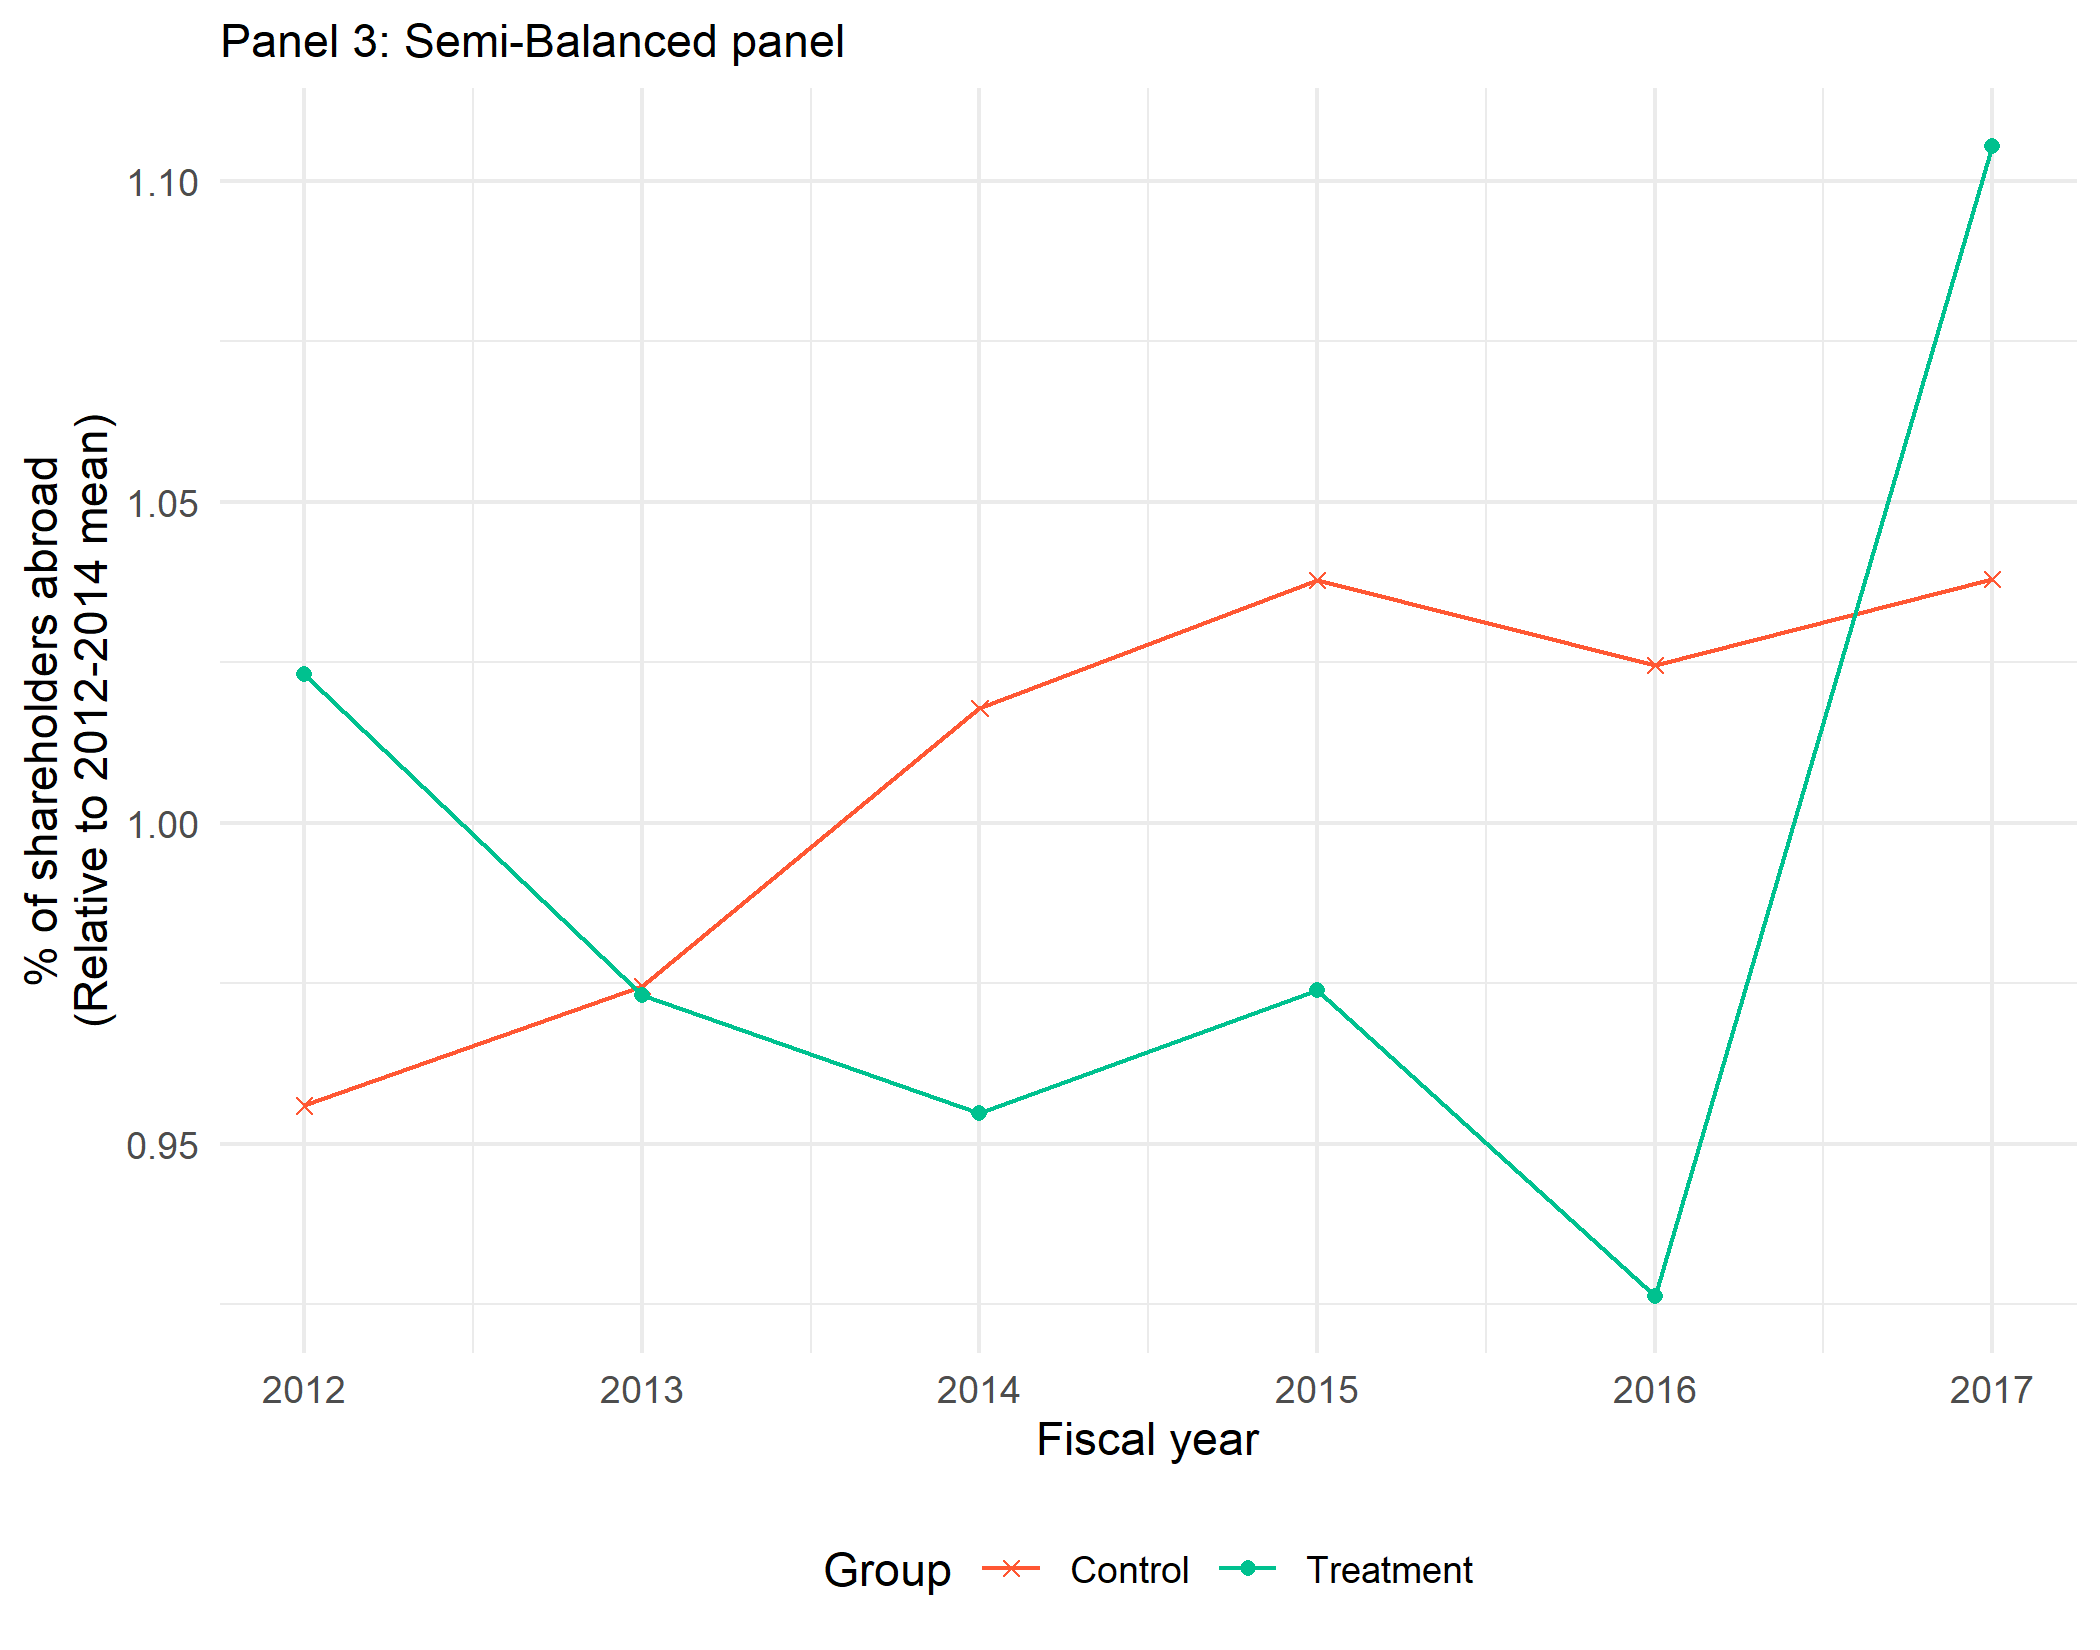 Panel 3: Semi-Balanced panel
% of shareholders abroad
(Relative to 2012-2014 mean)
1.10
1.05
1.00
0.95
2012 2013 2014 2015 2016 2017
Fiscal year
Group Control Treatment